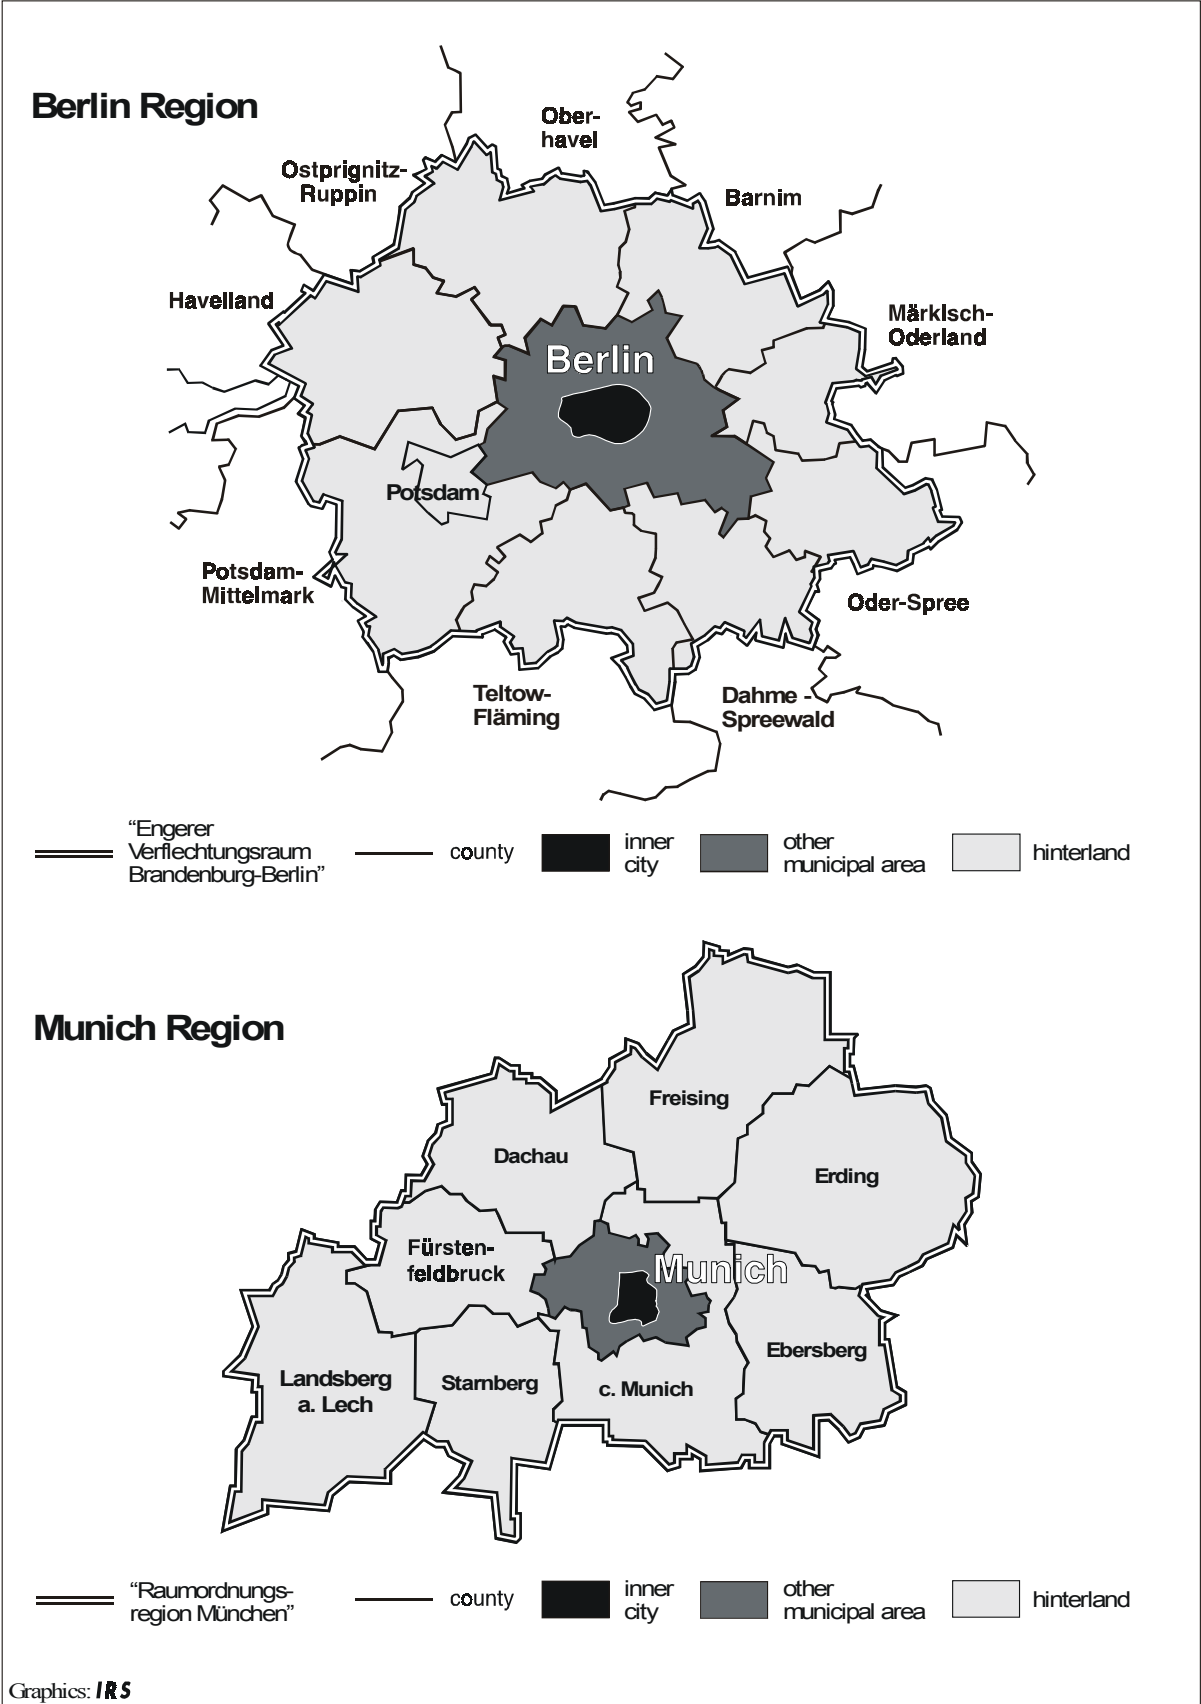 Berlin Region
Ober-
havel
Ostprignitz-
Ruppin
Barnim
Havelland
Märklsch-
Oderland
Berlin
Potsdam
Potsdam-
Mittelmark
Oder-Spree
Teltow-
Fläming
Dahme -
Spreewald
“Engerer
Verflechtungsraum
Brandenburg-Berlin”
county
inner
city
other
municipal area
hinterland
Munich Region
Freising
Dachau
Erding
Fürsten-
feldbruck
Munich
Ebersberg
Landsberg
a. Lech
Starnberg
c. Munich
“Raumordnungs-
region München”
county
inner
city
other
municipal area
hinterland
Graphics: IRS